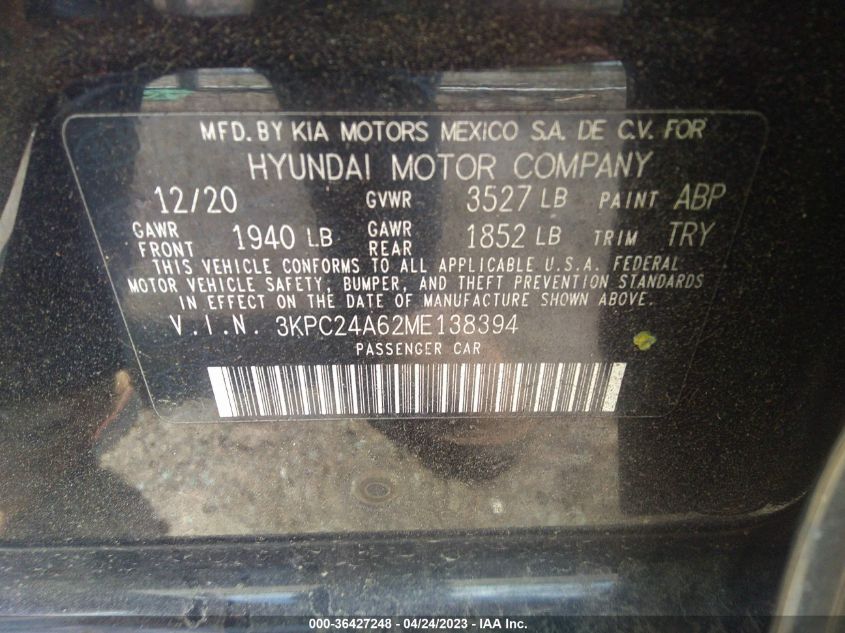 MFD. BY KIA MOTORS MEXICO S.A. DE C.V. FOR
HYUNDAI MOTOR COMPANY
12/20 GVWR 3527 LB PAINT ABP
GAWR FRONT 1940 LB GAWR REAR 1852 LB TRIM TRY
THIS VEHICLE CONFORMS TO ALL APPLICABLE U.S.A. FEDERAL
MOTOR VEHICLE SAFETY, BUMPER, AND THEFT PREVENTION STANDARDS
IN EFFECT ON THE DATE OF MANUFACTURE SHOWN ABOVE.
V.I.N. 3KPC24A62ME138394
PASSENGER CAR
000-36427248 - 04/24/2023 - IAA Inc.